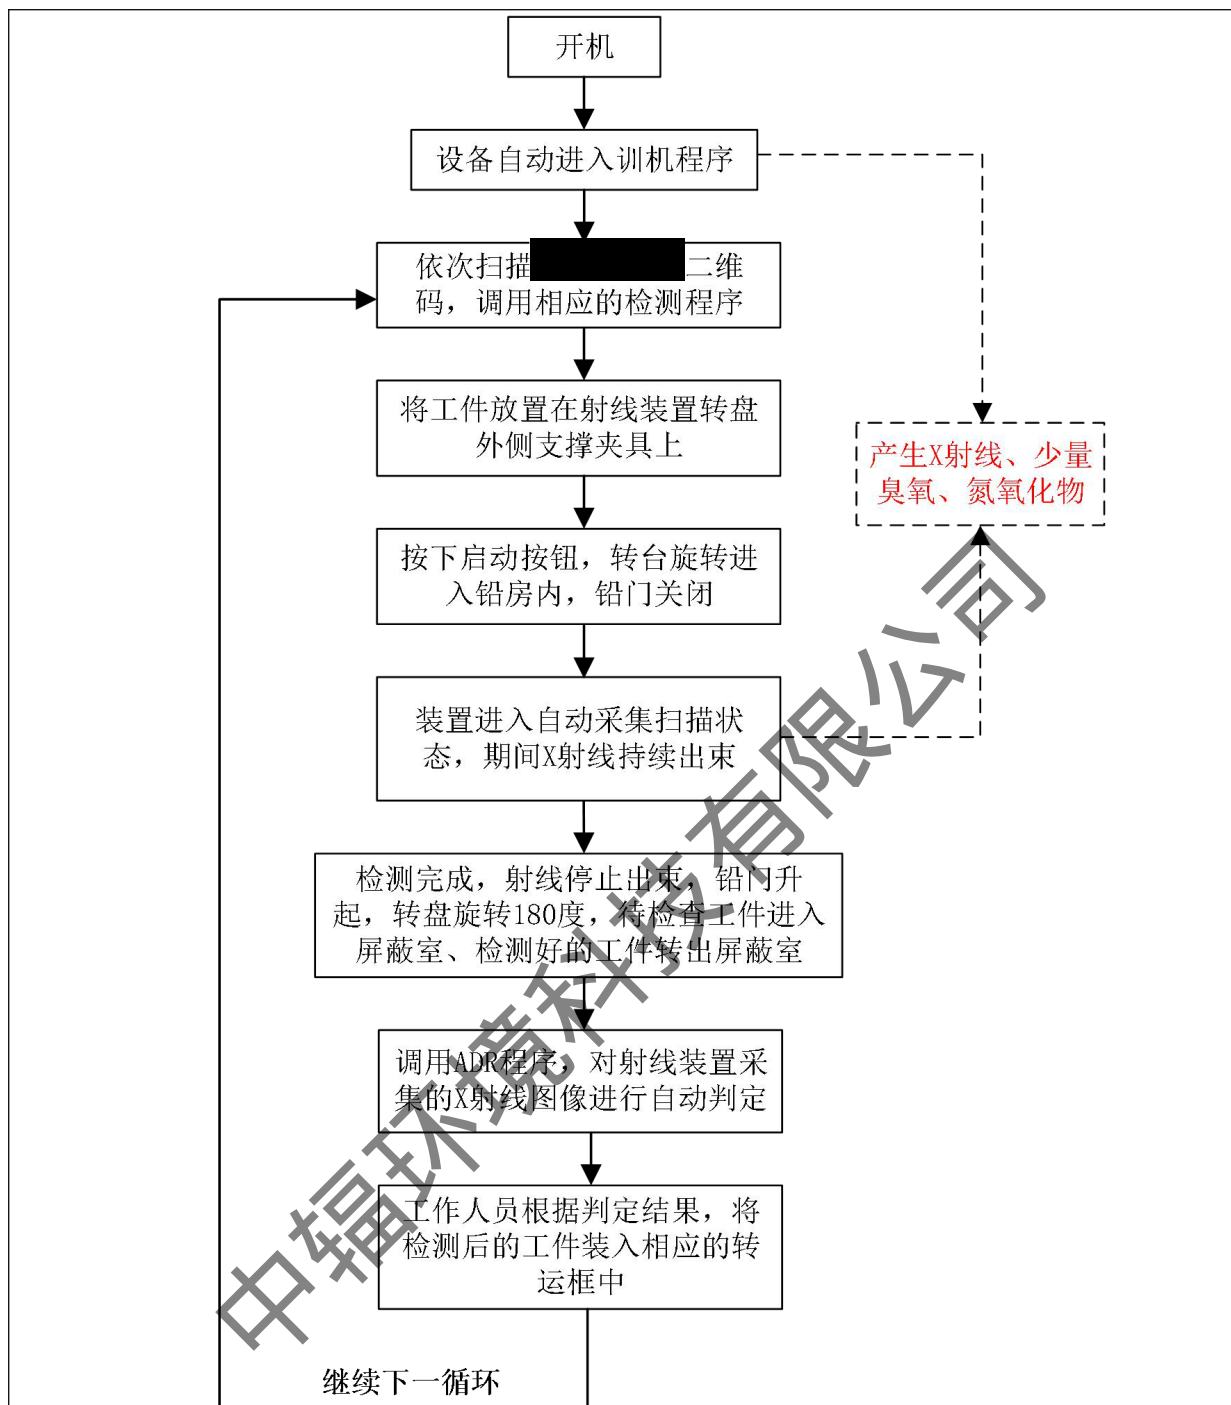 开机
设备自动进入训机程序
依次扫描
二维
码，调用相应的检测程序
将工件放置在射线装置转盘
外侧支撑夹具上
产生X射线、少量
臭氧、氮氧化物
按下启动按钮，转台旋转进
入铅房内，铅门关闭
装置进入自动采集扫描状
态，期间X射线持续出束
检测完成，射线停止出束，铅门升
起，转盘旋转180度，待检查工件进入
屏蔽室、检测好的工件转出屏蔽室
调用ADR程序，对射线装置采
集的X射线图像进行自动判定
工作人员根据判定结果，将
检测后的工件装入相应的转
运框中
继续下一循环
中辐环境科技有限公司